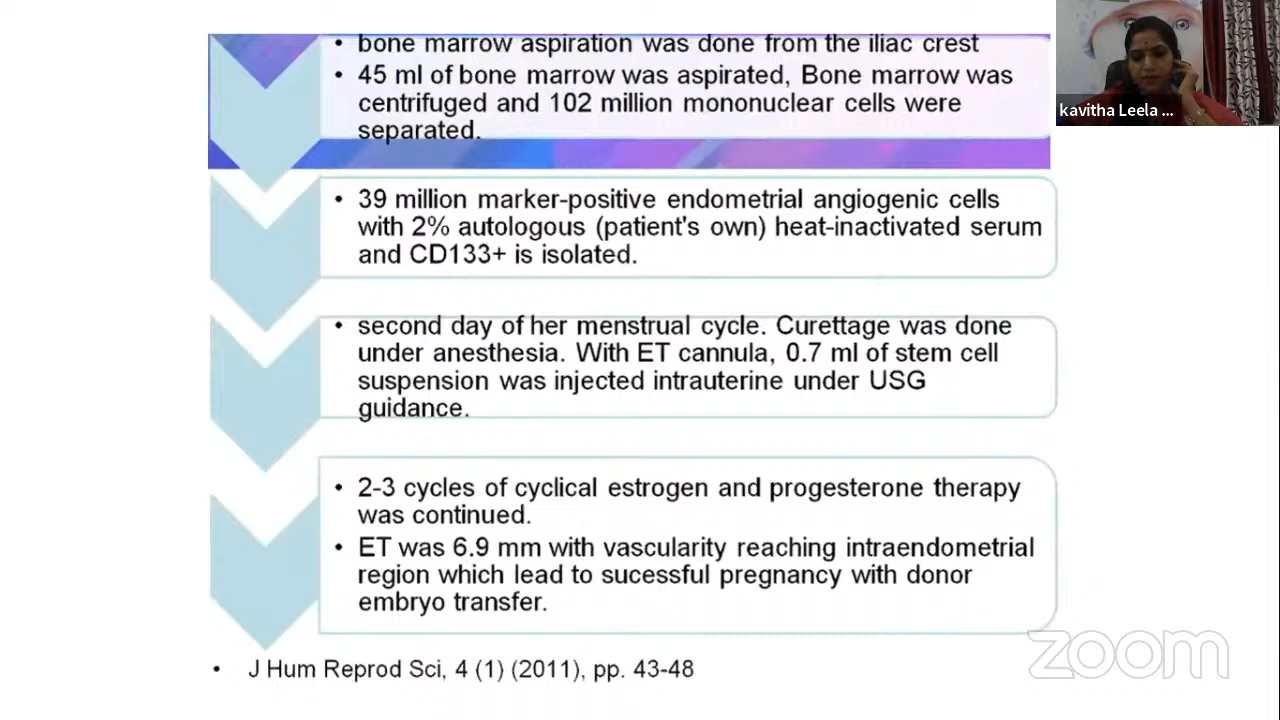 • bone marrow aspiration was done from the iliac crest
• 45 ml of bone marrow was aspirated, Bone marrow was
centrifuged and 102 million mononuclear cells were
separated.
kavitha Leela ...
• 39 million marker-positive endometrial angiogenic cells
with 2% autologous (patient's own) heat-inactivated serum
and CD133+ is isolated.
• second day of her menstrual cycle. Curettage was done
under anesthesia. With ET cannula, 0.7 ml of stem cell
suspension was injected intrauterine under USG
guidance.
• 2-3 cycles of cyclical estrogen and progesterone therapy
was continued.
• ET was 6.9 mm with vascularity reaching intraendometrial
region which lead to sucessful pregnancy with donor
embryo transfer.
zoom
• J Hum Reprod Sci, 4 (1) (2011), pp. 43-48